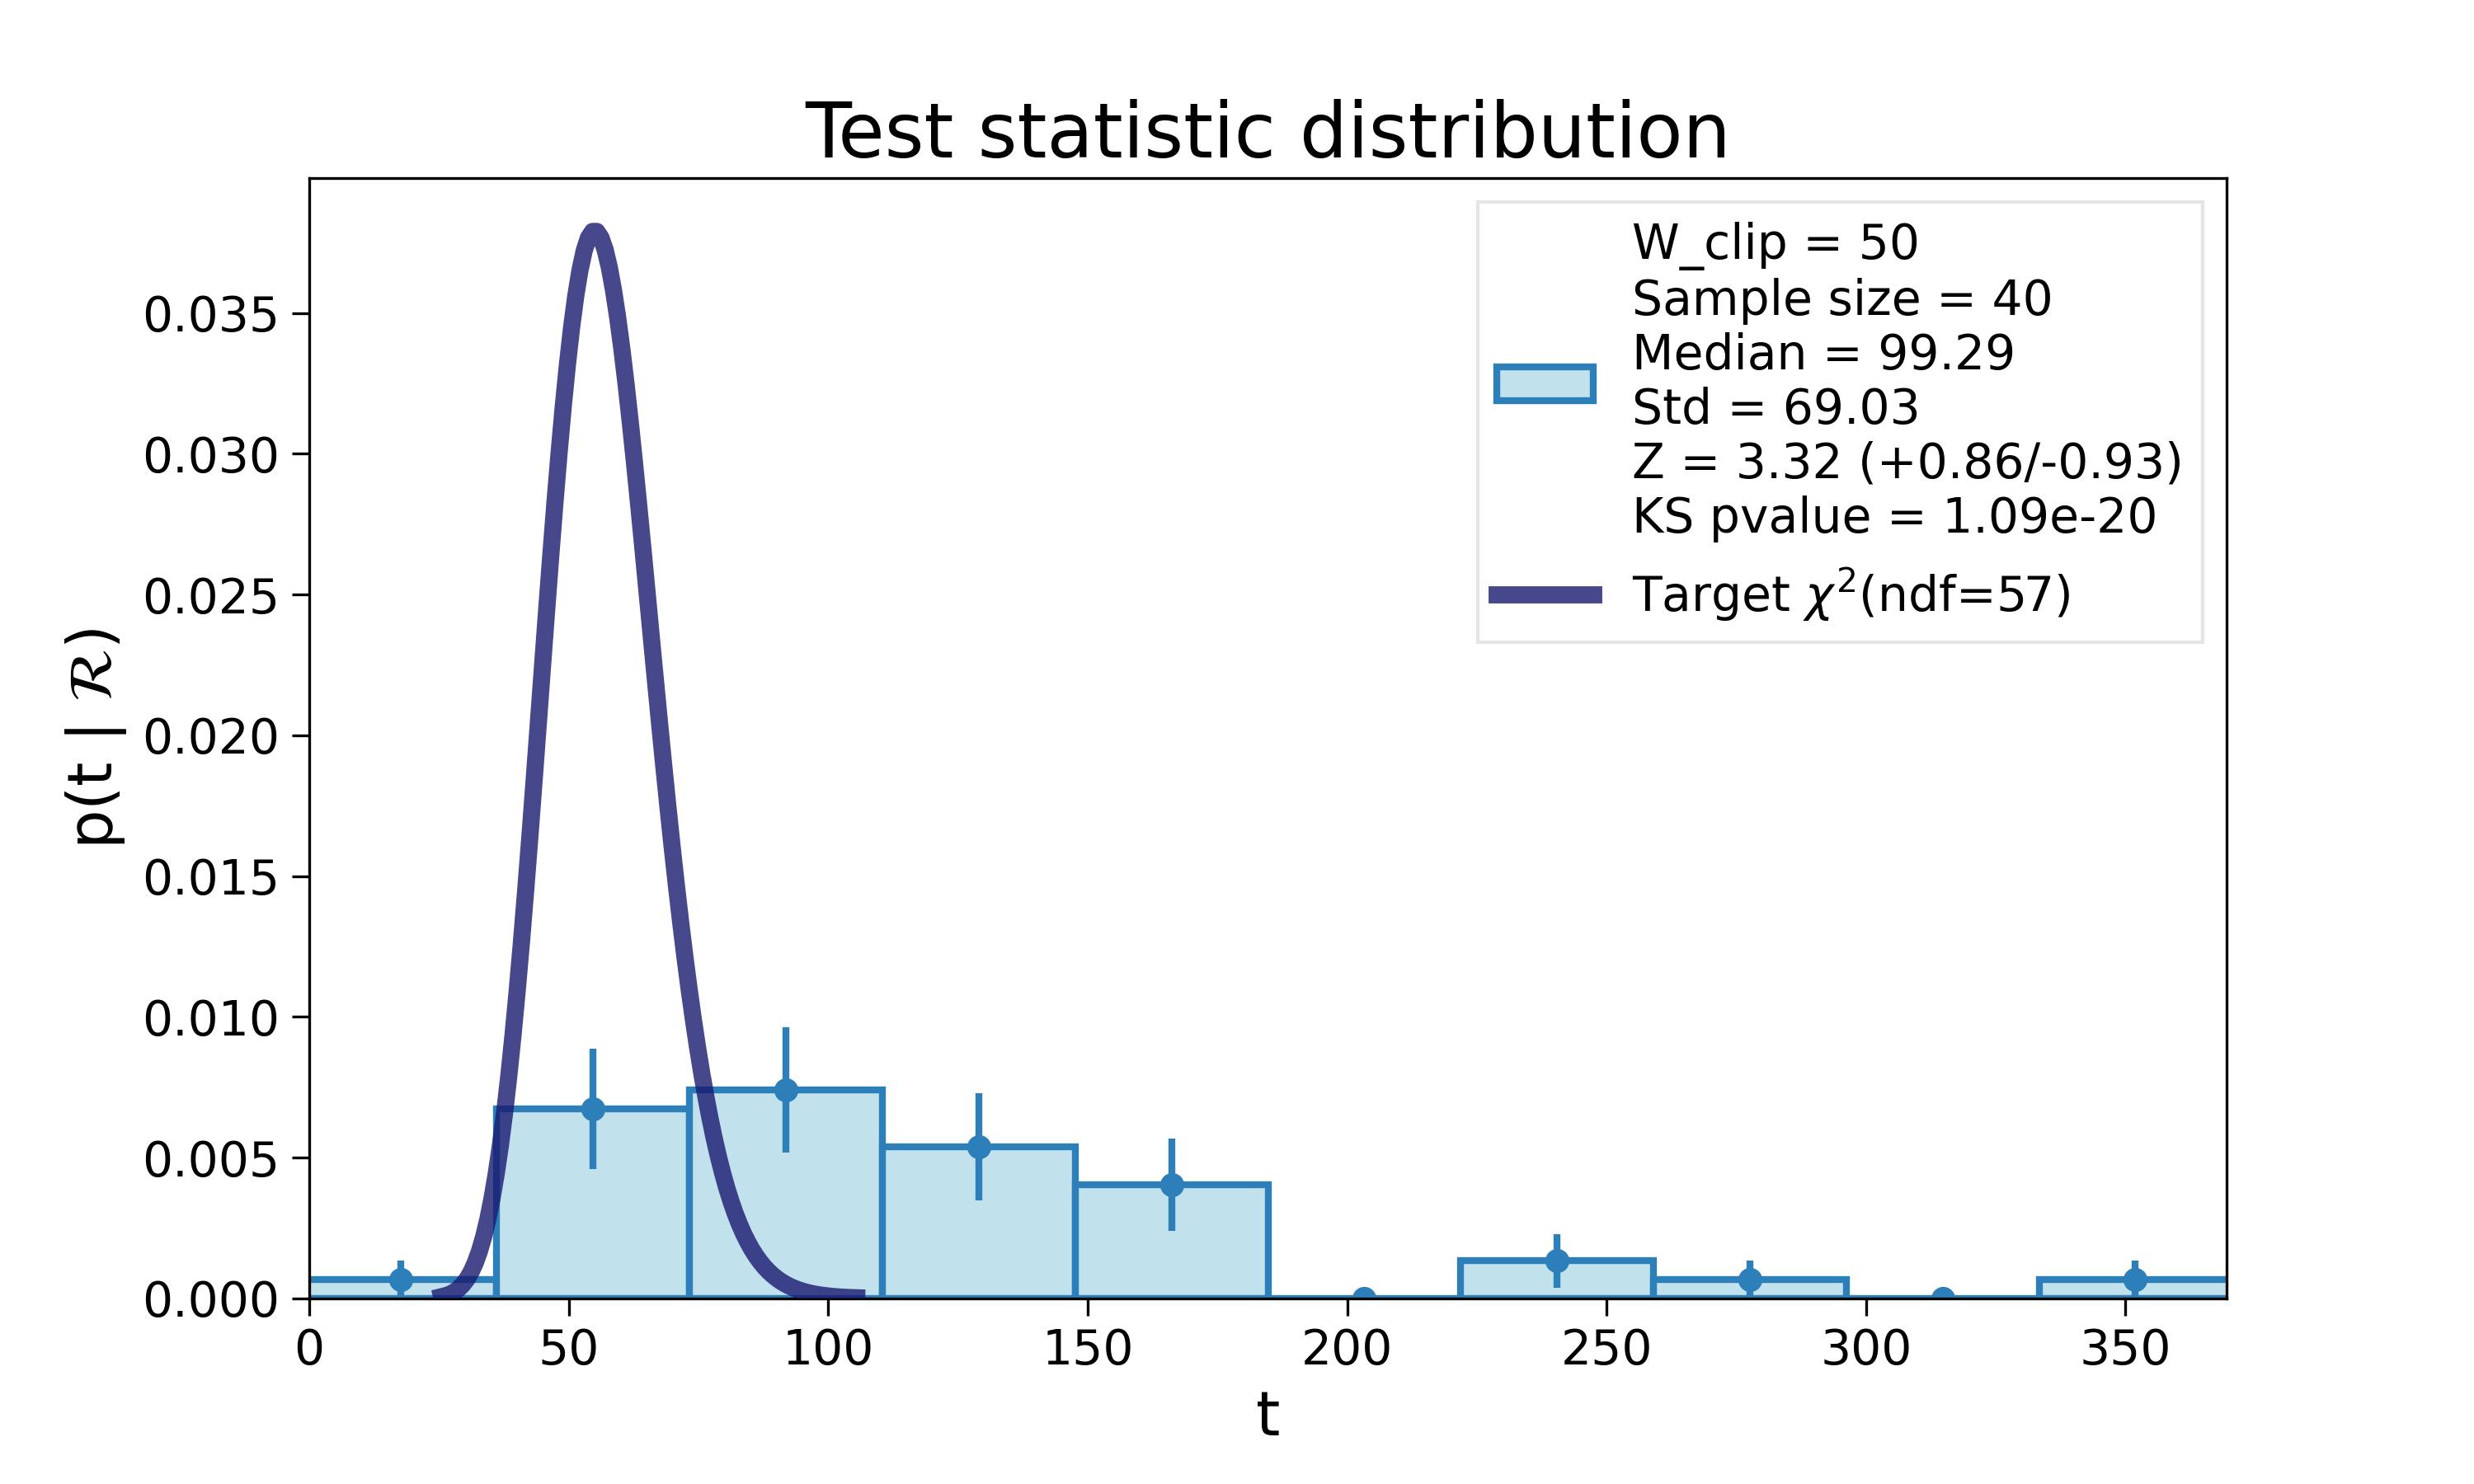 Test statistic distribution
W_clip = 50
Sample size = 40
Median = 99.29
Std = 69.03
Z = 3.32 (+0.86/-0.93)
KS pvalue = 1.09e-20
Target χ²(ndf=57)
p(t | ℛ)
0.035
0.030
0.025
0.020
0.015
0.010
0.005
0.000
0 50 100 150 200 250 300 350
t